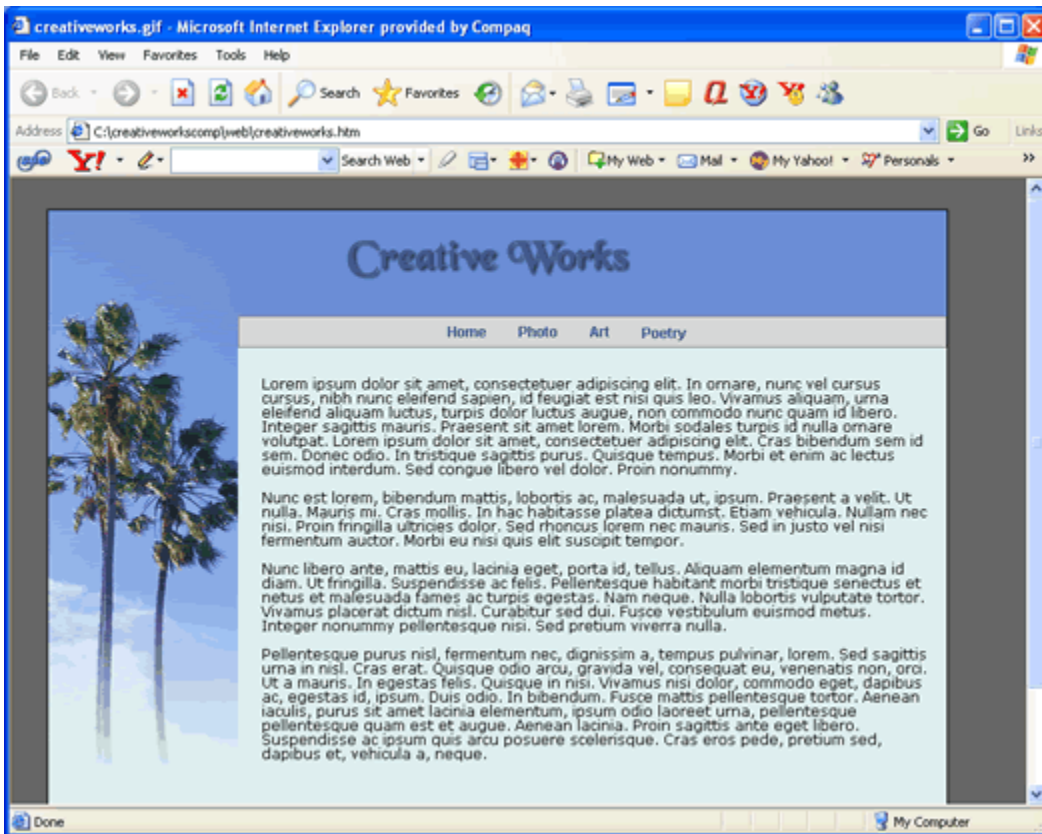 creativeworks.gif - Microsoft Internet Explorer provided by Compaq
File Edit View Favorites Tools Help
Back Search Favorites
Address C:\creativeworkscomp\web\creativeworks.htm Go Links
Y! Search Web My Web Mail My Yahoo! Personals »
Creative Works
Home Photo Art Poetry
Lorem ipsum dolor sit amet, consectetuer adipiscing elit. In ornare, nunc vel cursus
cursus, nibh nunc eleifend sapien, id feugiat est nisi quis leo. Vivamus aliquam, urna
eleifend aliquam luctus, turpis dolor luctus augue, non commodo nunc quam id libero.
Integer sagittis mauris. Praesent sit amet lorem. Morbi sodales turpis id nulla ornare
volutpat. Lorem ipsum dolor sit amet, consectetuer adipiscing elit. Cras bibendum sem id
sem. Donec odio. In tristique sagittis purus. Quisque tempus. Morbi et enim ac lectus
euismod interdum. Sed congue libero vel dolor. Proin nonummy.
Nunc est lorem, bibendum mattis, lobortis ac, malesuada ut, ipsum. Praesent a velit. Ut
nulla. Mauris mi. Cras mollis. In hac habitasse platea dictumst. Etiam vehicula. Nullam nec
nisi. Proin fringilla ultricies dolor. Sed rhoncus lorem nec mauris. Sed in justo vel nisi
fermentum auctor. Morbi eu nisi quis elit suscipit tempor.
Nunc libero ante, mattis eu, lacinia eget, porta id, tellus. Aliquam elementum magna id
diam. Ut fringilla. Suspendisse ac felis. Pellentesque habitant morbi tristique senectus et
netus et malesuada fames ac turpis egestas. Nam neque. Nulla lobortis vulputate tortor.
Vivamus placerat dictum nisl. Curabitur sed dui. Fusce vestibulum euismod metus.
Integer nonummy pellentesque nisi. Sed pretium viverra nulla.
Pellentesque purus nisl, fermentum nec, dignissim a, tempus pulvinar, lorem. Sed sagittis
urna in nisl. Cras erat. Quisque odio arcu, gravida vel, consequat eu, venenatis non, orci.
Ut a mauris. In egestas felis. Quisque in nisi. Vivamus nisi dolor, commodo eget, dapibus
ac, egestas id, ipsum. Duis odio. In bibendum. Fusce mattis pellentesque tortor. Aenean
iaculis, purus sit amet lacinia elementum, ipsum odio laoreet urna, pellentesque
pellentesque quam est et augue. Aenean lacinia. Proin sagittis ante eget libero.
Suspendisse ac ipsum quis arcu posuere scelerisque. Cras eros pede, pretium sed,
dapibus et, vehicula a, neque.
Done My Computer